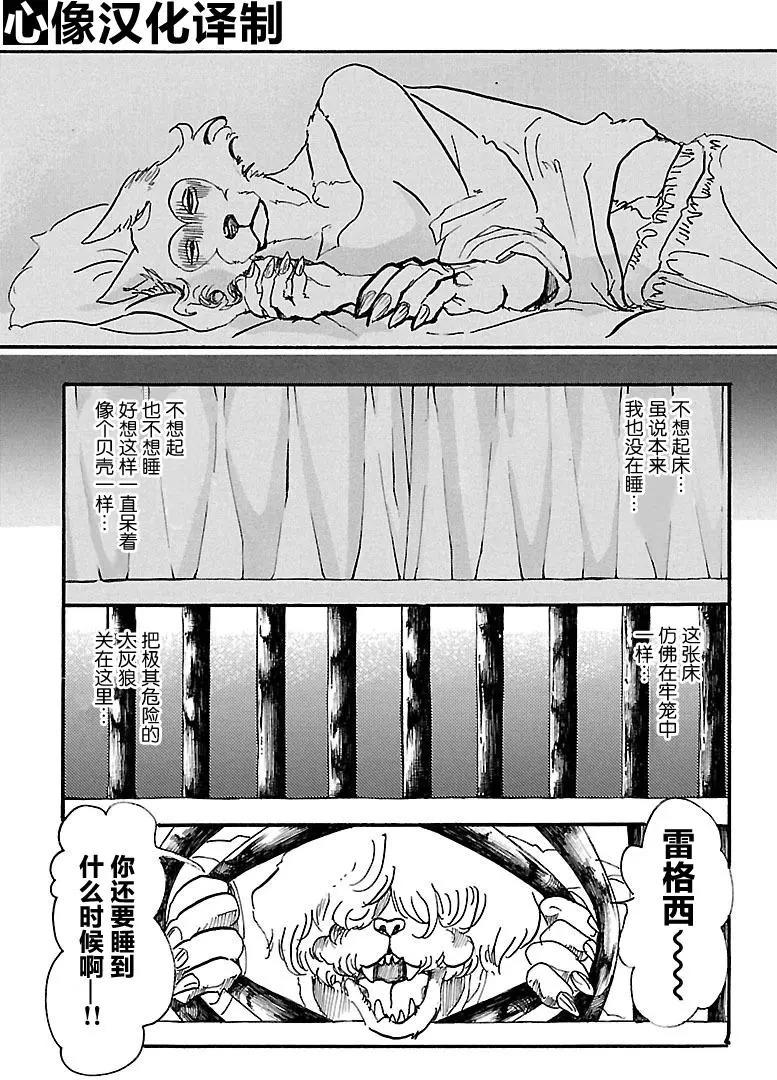 心像汉化译制
不想起床…
虽说本来
我也没在睡…
不想起
也不想睡
好想这样一直呆着
像个贝壳一样…
这张床
仿佛在牢笼中
一样…
把极其危险的
大灰狼
关在这里…
雷格西~~~
你还要睡到
什么时候啊—!!